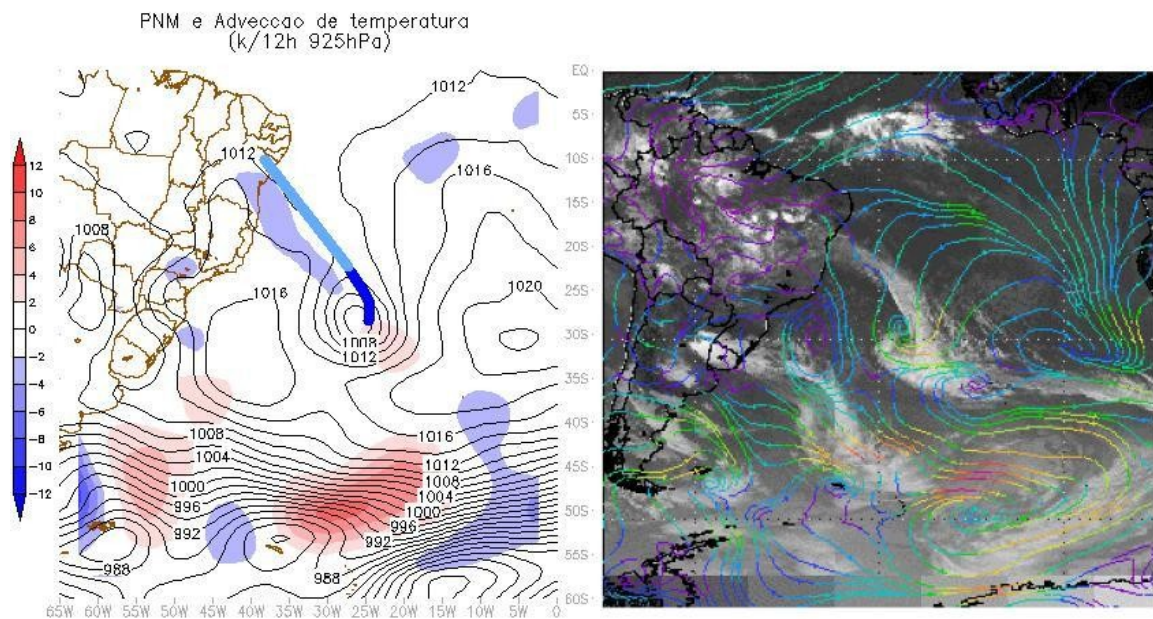 PNM e Adveccao de temperatura
(k/12h 925hPa)
12
10
8
6
4
2
0
-2
-4
-6
-8
-10
-12
1012
1012
1016
1008
1016
1020
1008
1012
1008
1016
1004
1012
1008
1000
1004
996
1000
996
992
992
988
988
EQ
5S
10S
15S
20S
25S
30S
35S
40S
45S
50S
55S
60S
65W 60W 55W 50W 45W 40W 35W 30W 25W 20W 15W 10W 5W 0